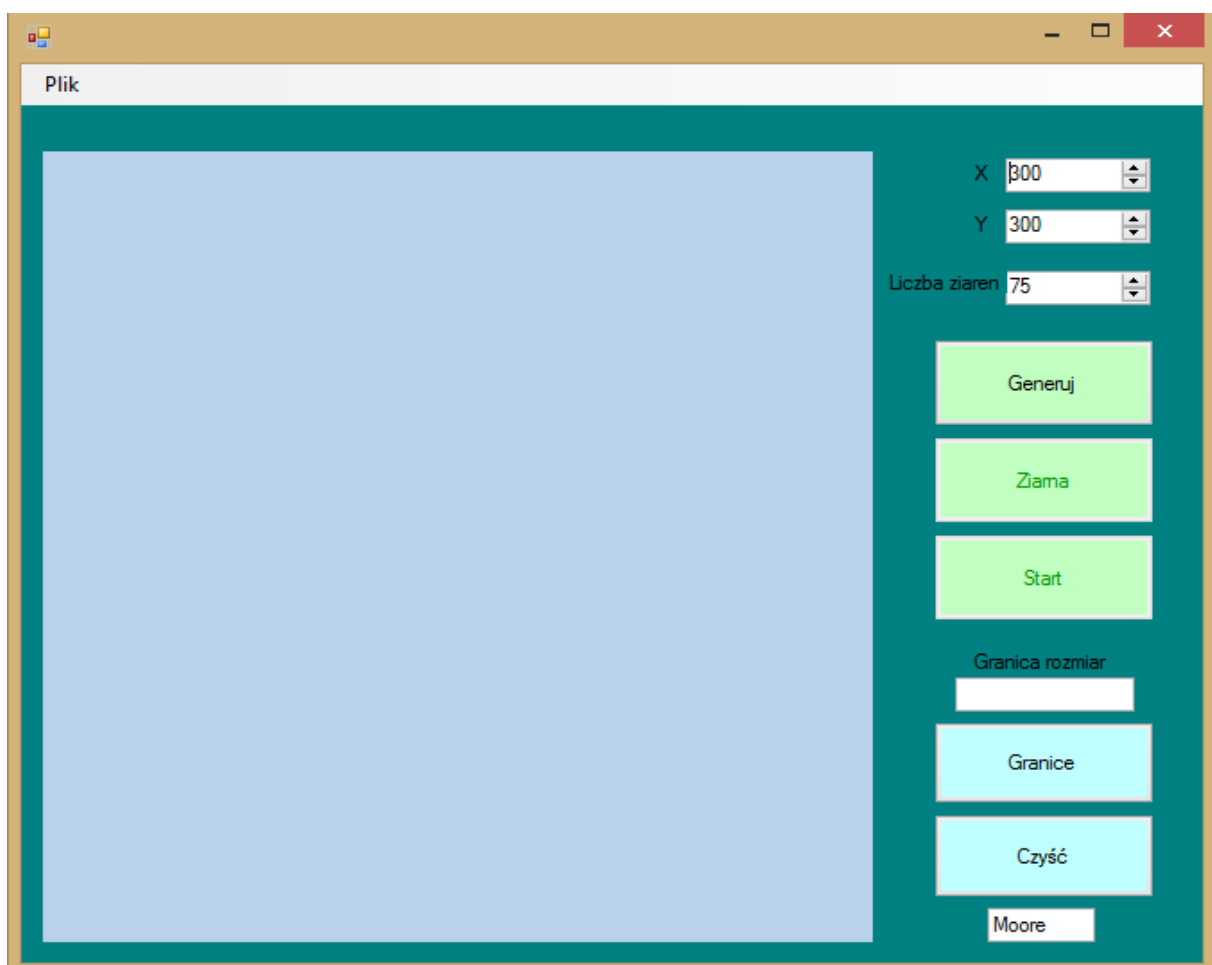 Plik
X 300
Y 300
Liczba ziaren 75
Generuj
Ziarna
Start
Granica rozmiar
Granice
Czyść
Moore